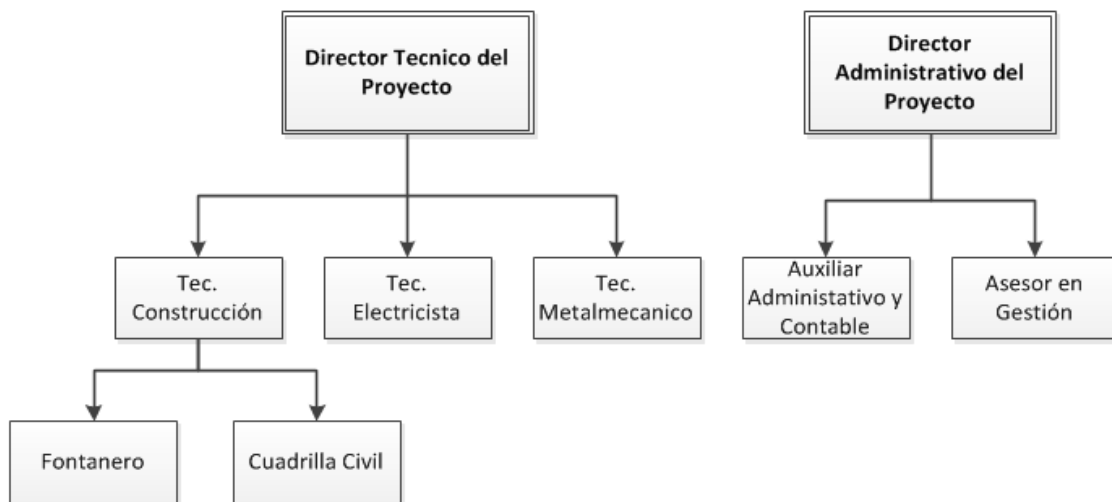 Director Tecnico del
Proyecto
Director
Administrativo del
Proyecto
Tec.
Construcción
Tec.
Electricista
Tec.
Metalmecanico
Auxiliar
Administativo y
Contable
Asesor en
Gestión
Fontanero
Cuadrilla Civil